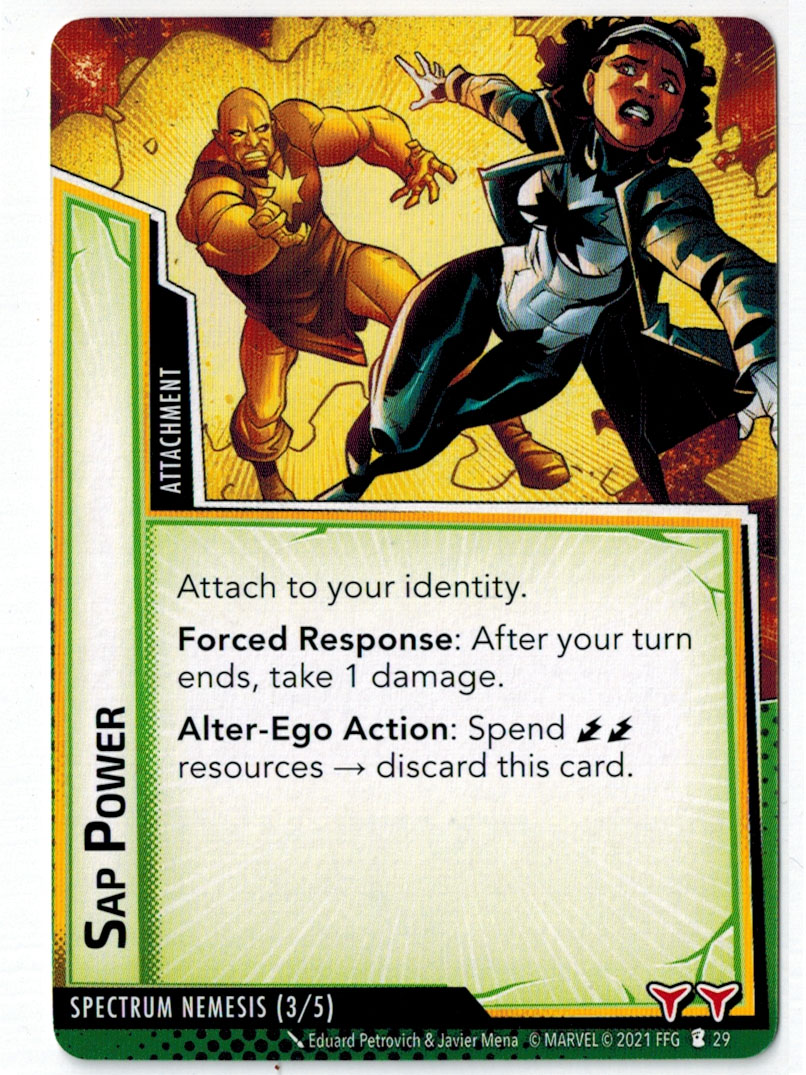 ATTACHMENT
Attach to your identity.
Forced Response: After your turn
ends, take 1 damage.
Alter-Ego Action: Spend
resources → discard this card.
SAP POWER
SPECTRUM NEMESIS (3/5)
Eduard Petrovich & Javier Mena © MARVEL © 2021 FFG 29